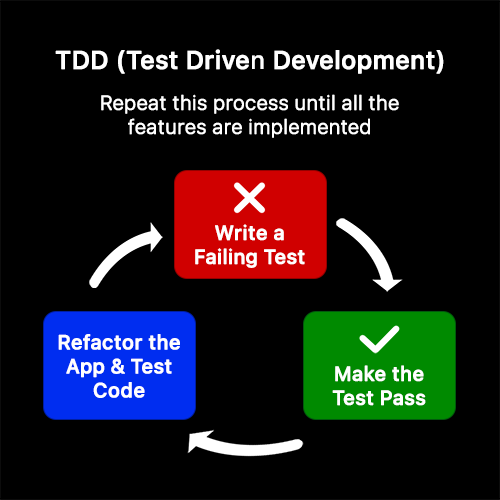 TDD (Test Driven Development)
Repeat this process until all the
features are implemented
Write a
Failing Test
Make the
Test Pass
Refactor the
App & Test
Code